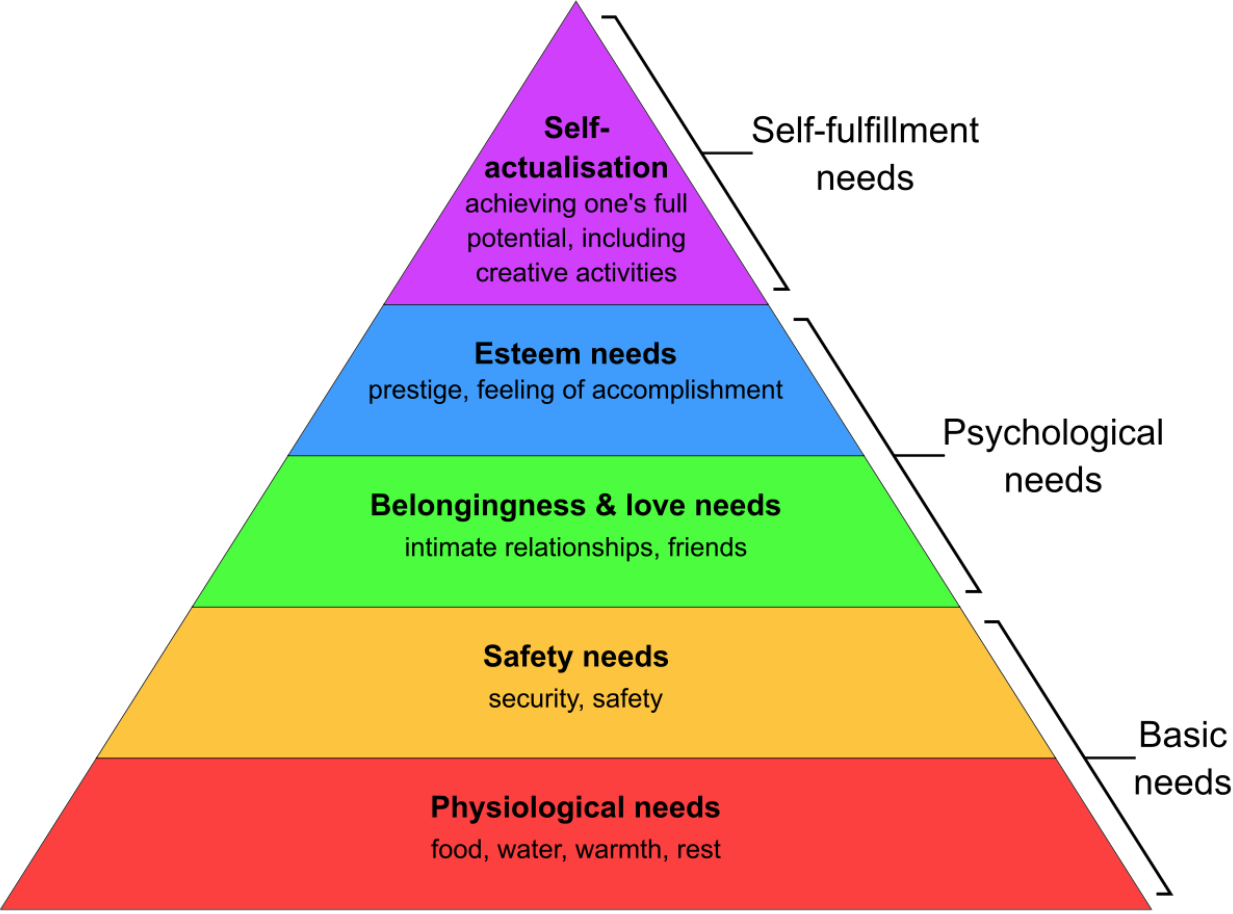 Self-
actualisation
achieving one's full
potential, including
creative activities
Self-fulfillment
needs
Esteem needs
prestige, feeling of accomplishment
Psychological
needs
Belongingness & love needs
intimate relationships, friends
Safety needs
security, safety
Basic
needs
Physiological needs
food, water, warmth, rest